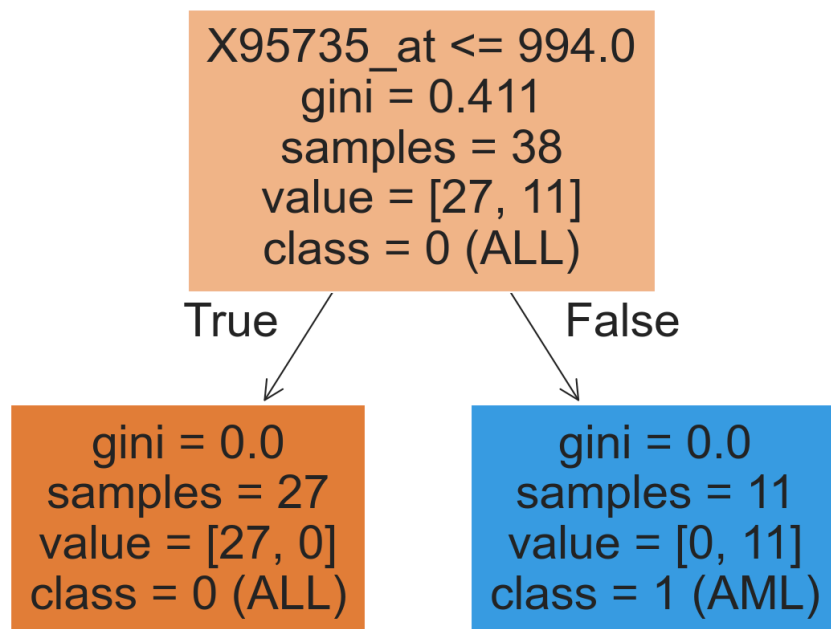 X95735_at <= 994.0
gini = 0.411
samples = 38
value = [27, 11]
class = 0 (ALL)
True
False
gini = 0.0
samples = 27
value = [27, 0]
class = 0 (ALL)
gini = 0.0
samples = 11
value = [0, 11]
class = 1 (AML)